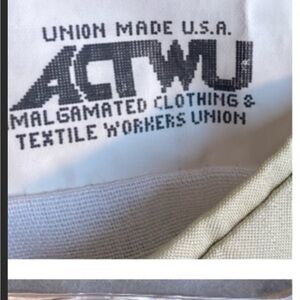 UNION MADE U.S.A.
ACTWU
MALGAMATED CLOTHING &
TEXTILE WORKERS UNION